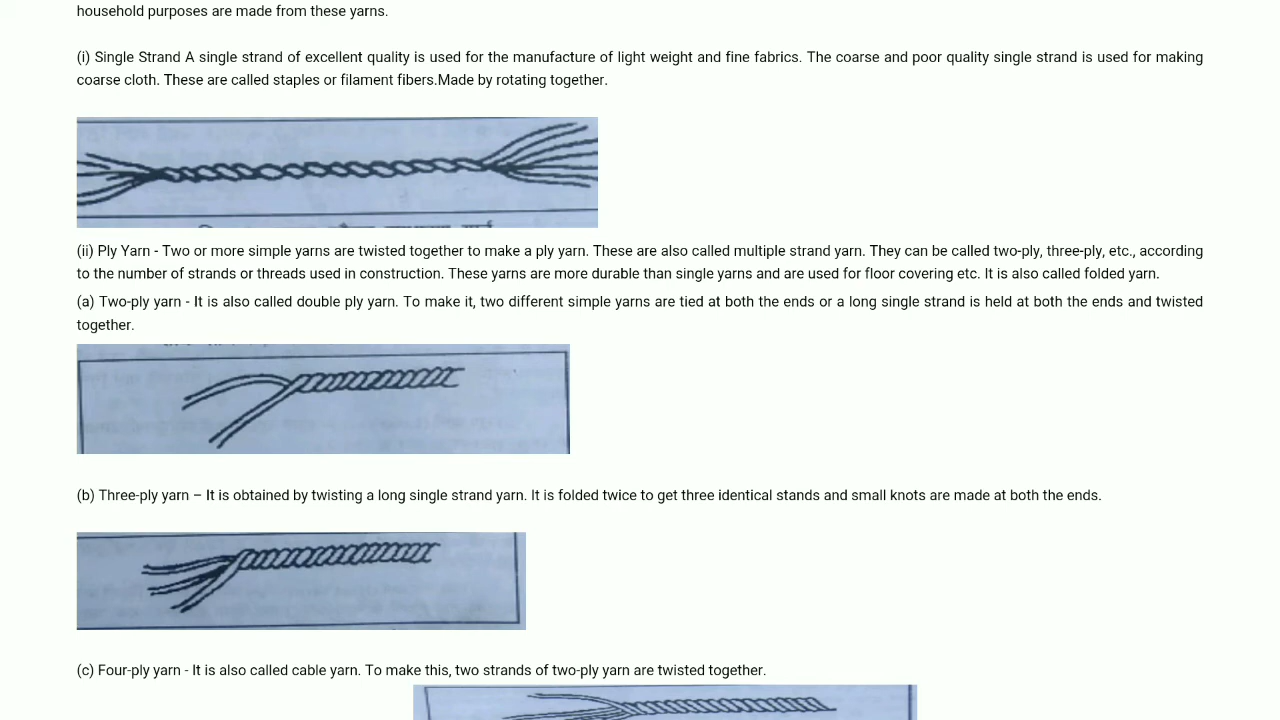 household purposes are made from these yarns.
(i) Single Strand A single strand of excellent quality is used for the manufacture of light weight and fine fabrics. The coarse and poor quality single strand is used for making
coarse cloth. These are called staples or filament fibers.Made by rotating together.
(ii) Ply Yarn - Two or more simple yarns are twisted together to make a ply yarn. These are also called multiple strand yarn. They can be called two-ply, three-ply, etc., according
to the number of strands or threads used in construction. These yarns are more durable than single yarns and are used for floor covering etc. It is also called folded yarn.
(a) Two-ply yarn - It is also called double ply yarn. To make it, two different simple yarns are tied at both the ends or a long single strand is held at both the ends and twisted
together.
(b) Three-ply yarn – It is obtained by twisting a long single strand yarn. It is folded twice to get three identical stands and small knots are made at both the ends.
(c) Four-ply yarn - It is also called cable yarn. To make this, two strands of two-ply yarn are twisted together.